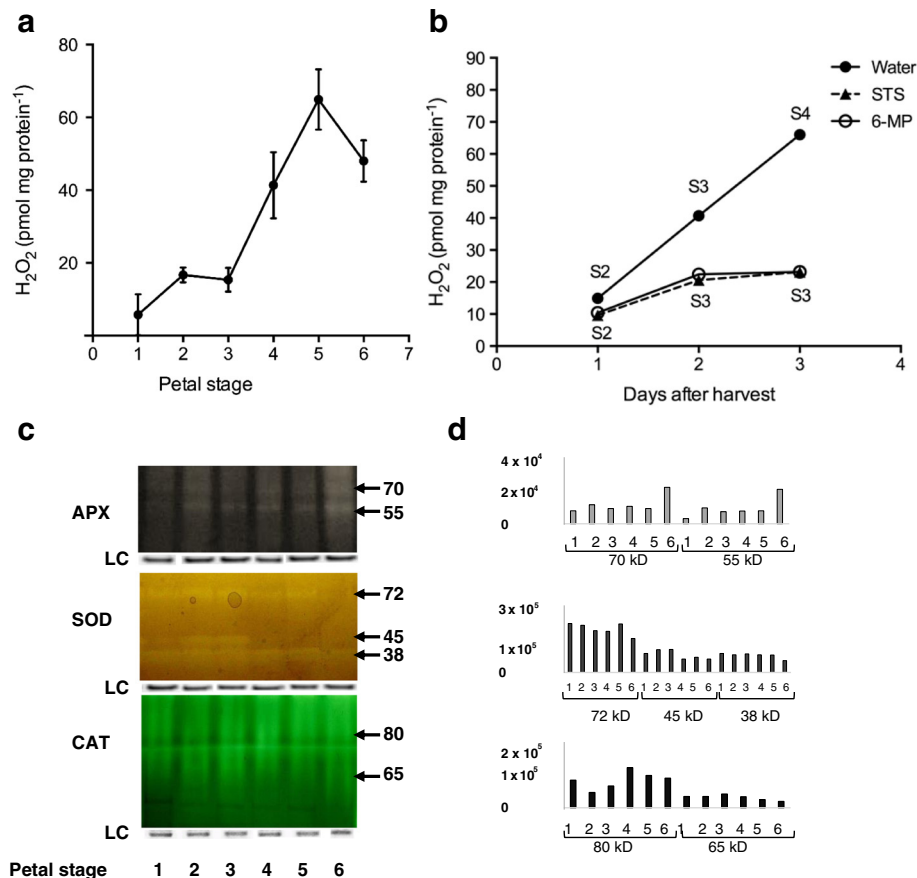 a
80
60
40
20
0
1
2
3
4
5
6
7
H2O2 (pmol mg protein-1)
Petal stage
b
90
80
70
60
50
40
30
20
10
0
0
1
2
3
4
H2O2 (pmol mg protein-1)
Days after harvest
Water
STS
6-MP
S2
S3
S4
S2
S3
S3
c
APX
70
55
LC
SOD
72
45
38
LC
CAT
80
65
LC
Petal stage 1 2 3 4 5 6
d
4 x 10^4
2 x 10^4
0
1 2 3 4 5 6 1 2 3 4 5 6
70 kD 55 kD
3 x 10^5
1 x 10^5
0
1 2 3 4 5 6 1 2 3 4 5 6 1 2 3 4 5 6
72 kD 45 kD 38 kD
2 x 10^5
1 x 10^5
0
1 2 3 4 5 6 1 2 3 4 5 6
80 kD 65 kD